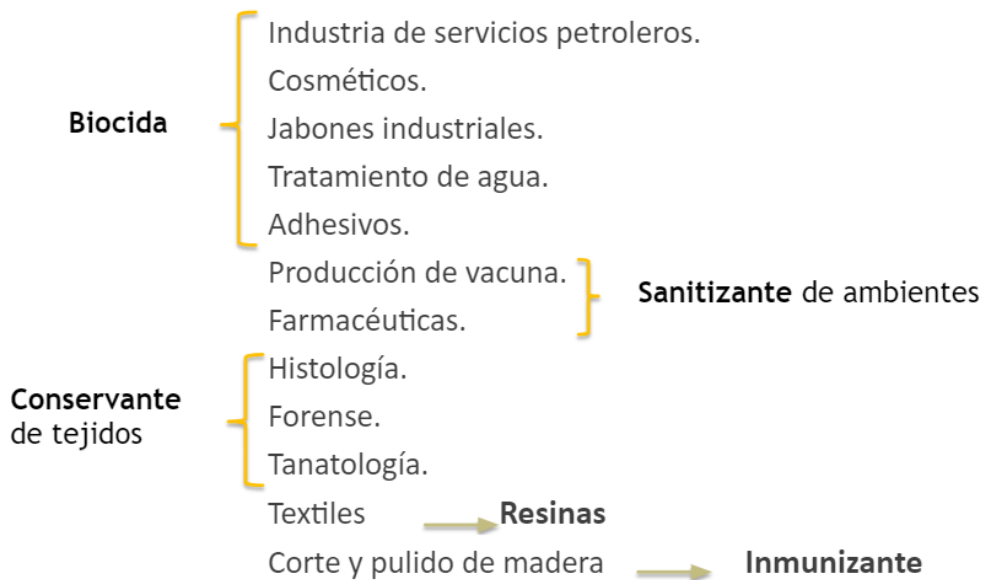 Industria de servicios petroleros.
Cosméticos.
Biocida
Jabones industriales.
Tratamiento de agua.
Adhesivos.
Producción de vacuna.
Sanitizante de ambientes
Farmacéuticas.
Histología.
Conservante
de tejidos
Forense.
Tanatología.
Textiles Resinas
Corte y pulido de madera Inmunizante